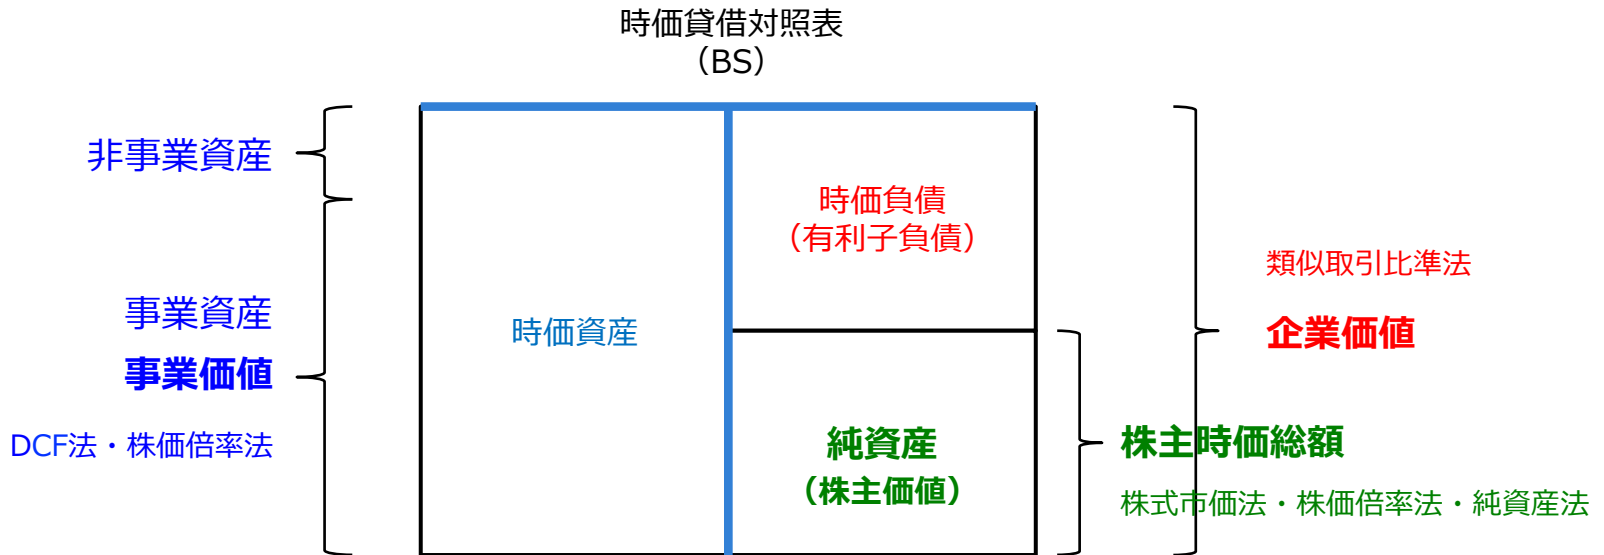 時価貸借対照表
（BS）
非事業資産
事業資産
事業価値
DCF法・株価倍率法
時価資産
時価負債
（有利子負債）
純資産
（株主価値）
類似取引比準法
企業価値
株主時価総額
株式市価法・株価倍率法・純資産法